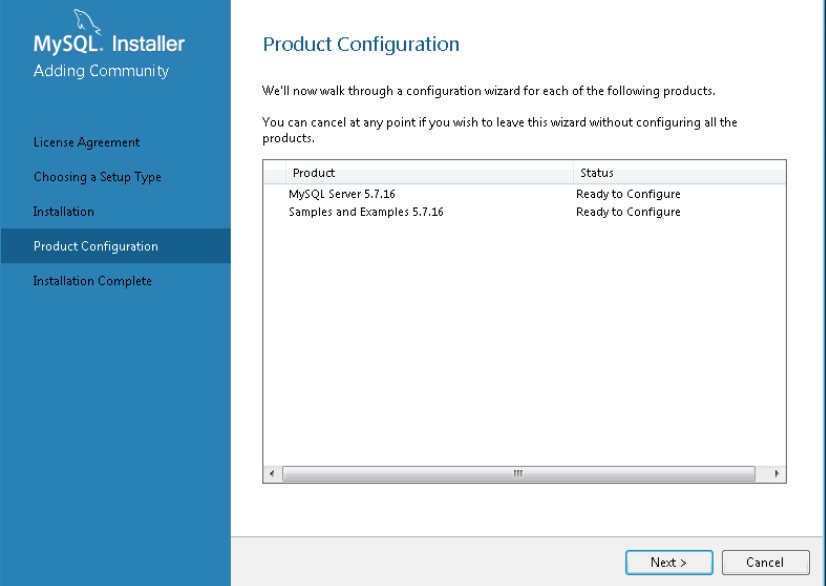 MySQL. Installer
Adding Community
License Agreement
Choosing a Setup Type
Installation
Product Configuration
Installation Complete
Product Configuration
We'll now walk through a configuration wizard for each of the following products.
You can cancel at any point if you wish to leave this wizard without configuring all the
products.
Product Status
MySQL Server 5.7.16 Ready to Configure
Samples and Examples 5.7.16 Ready to Configure
Next > Cancel